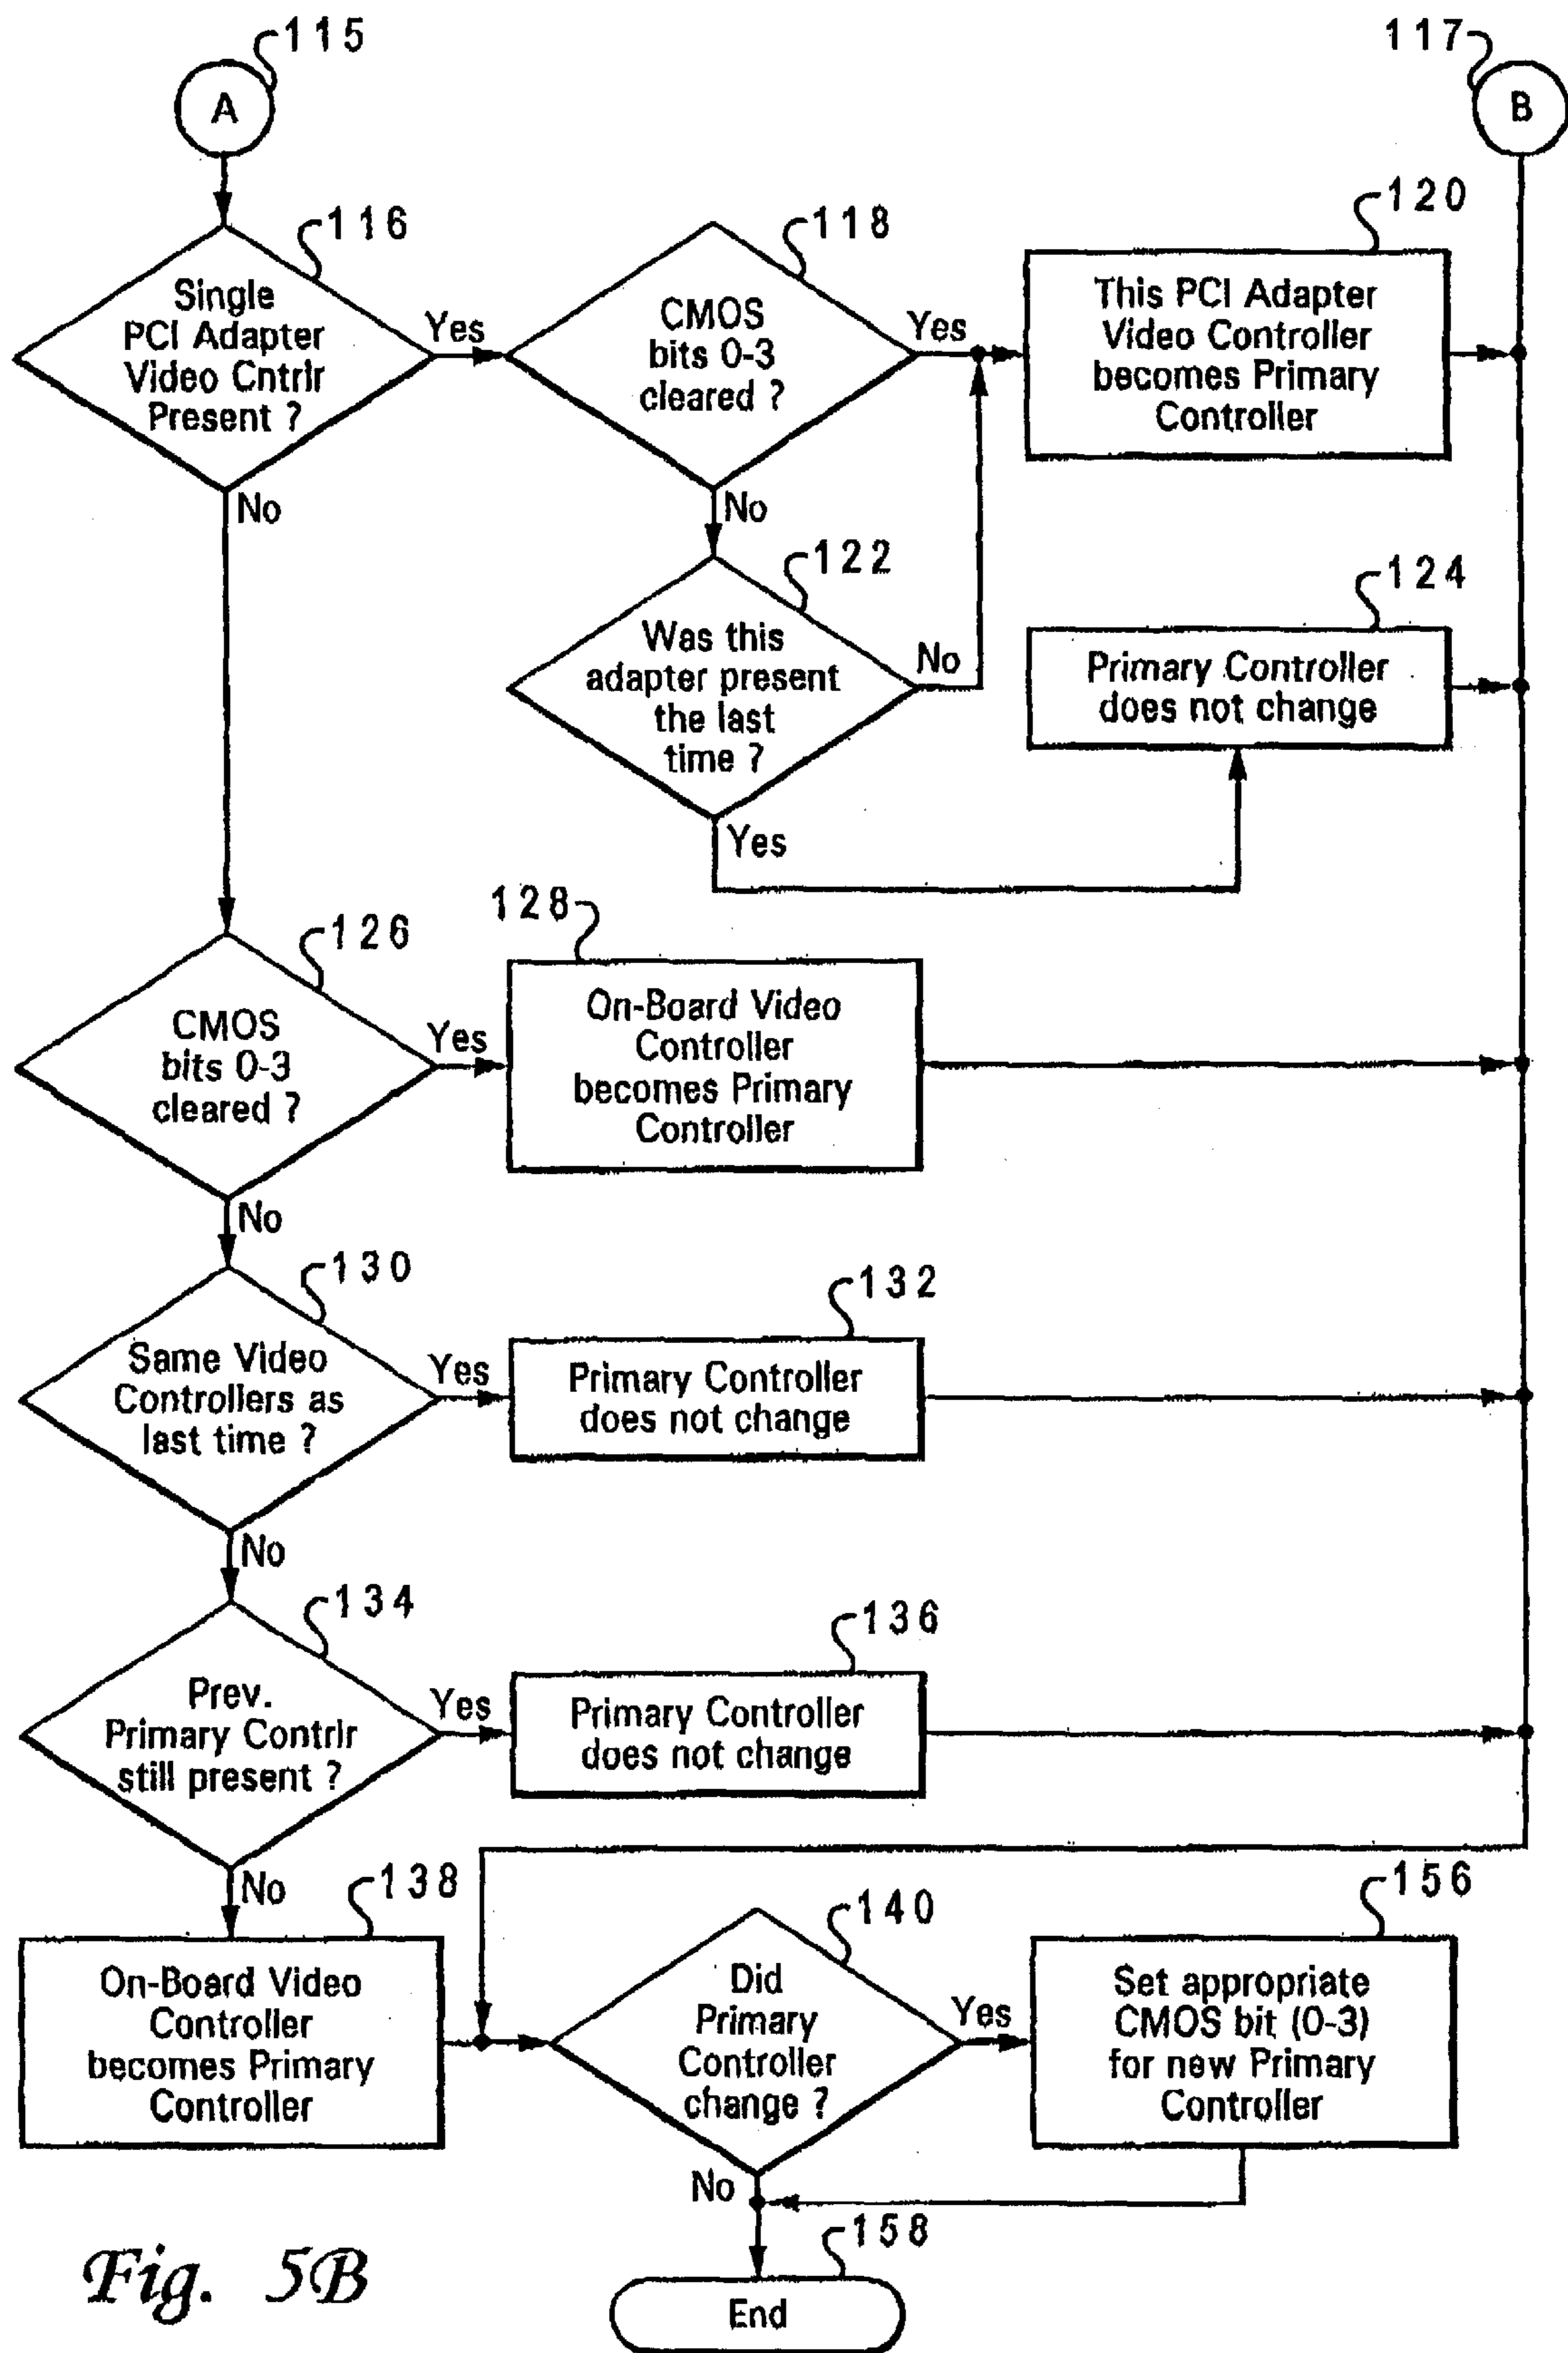 115
A
117
B
116
Single
PCI Adapter
Video Cntrlr
Present ?
Yes
No
118
CMOS
bits 0-3
cleared ?
Yes
No
120
This PCI Adapter
Video Controller
becomes Primary
Controller
122
Was this
adapter present
the last
time ?
No
Yes
124
Primary Controller
does not change
126
CMOS
bits 0-3
cleared ?
Yes
No
128
On-Board Video
Controller
becomes Primary
Controller
130
Same Video
Controllers as
last time ?
Yes
No
132
Primary Controller
does not change
134
Prev.
Primary Contrlr
still present ?
Yes
No
136
Primary Controller
does not change
138
On-Board Video
Controller
becomes Primary
Controller
140
Did
Primary
Controller
change ?
Yes
No
156
Set appropriate
CMOS bit (0-3)
for new Primary
Controller
158
End
Fig. 5B